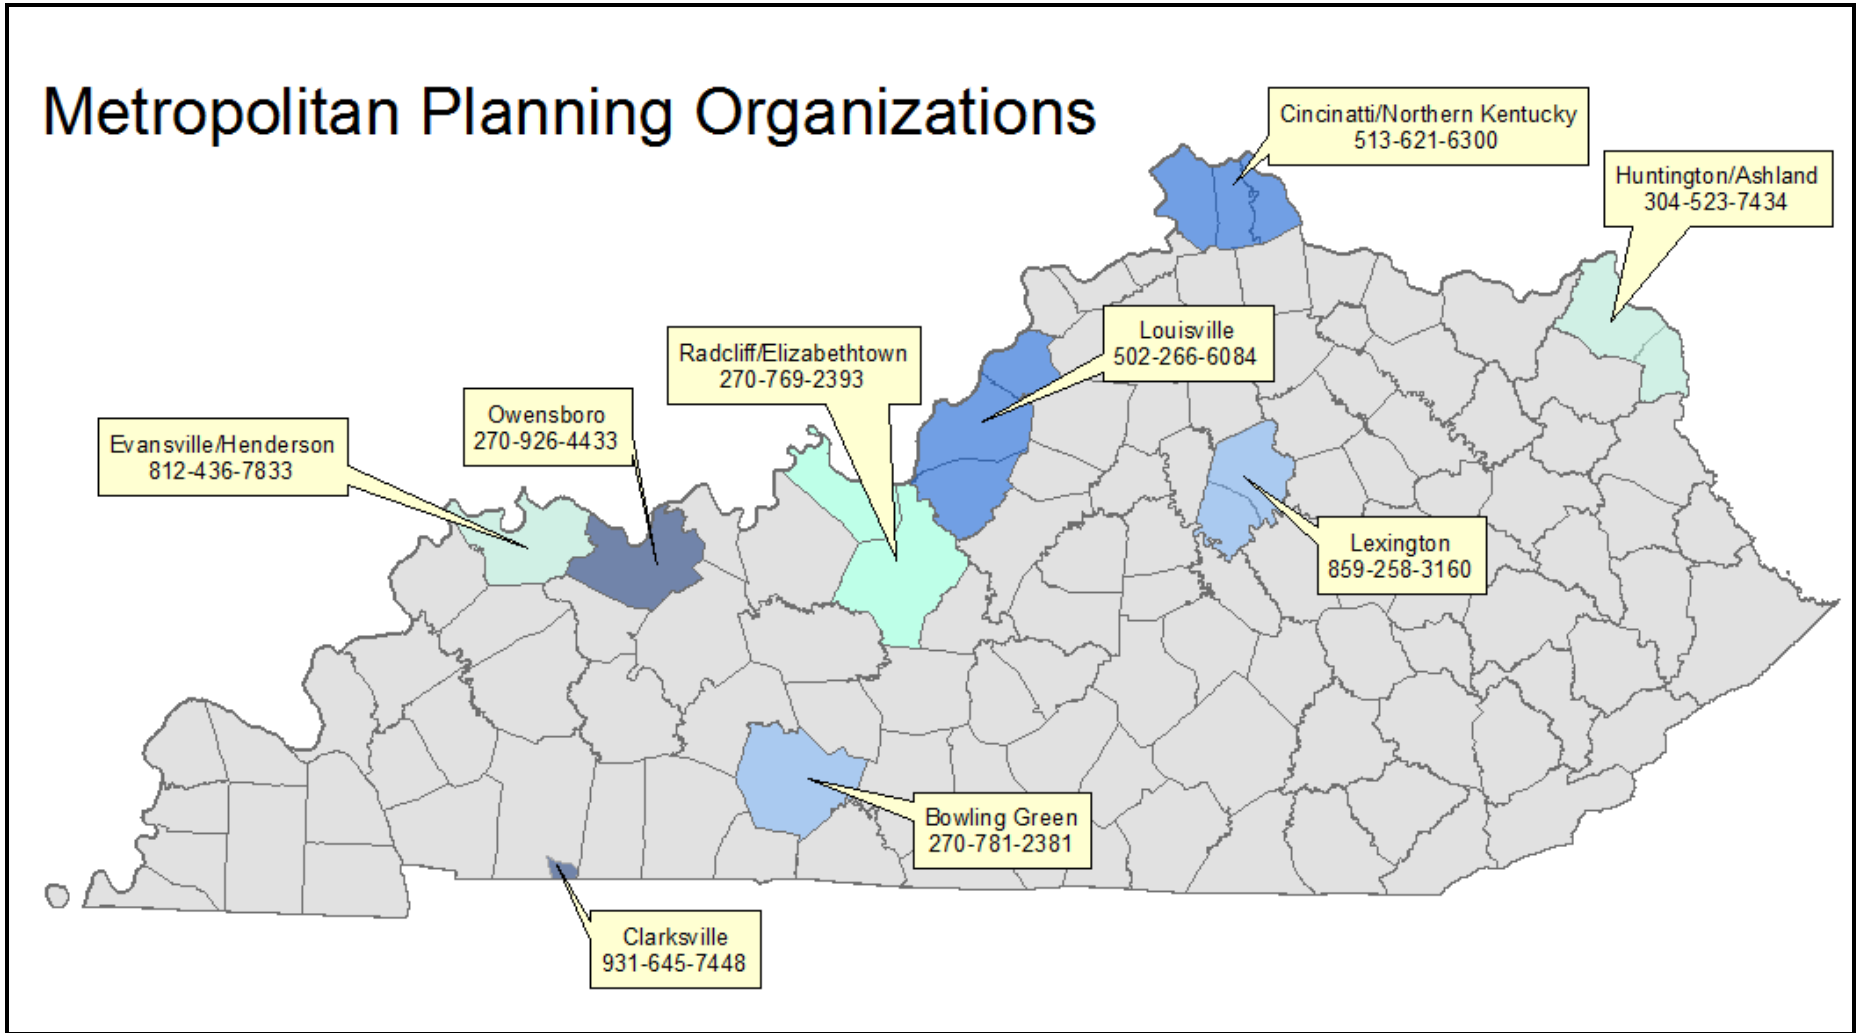 Metropolitan Planning Organizations
Cincinatti/Northern Kentucky
513-621-6300
Huntington/Ashland
304-523-7434
Louisville
502-266-6084
Radcliff/Elizabethtown
270-769-2393
Owensboro
270-926-4433
Evansville/Henderson
812-436-7833
Lexington
859-258-3160
Bowling Green
270-781-2381
Clarksville
931-645-7448